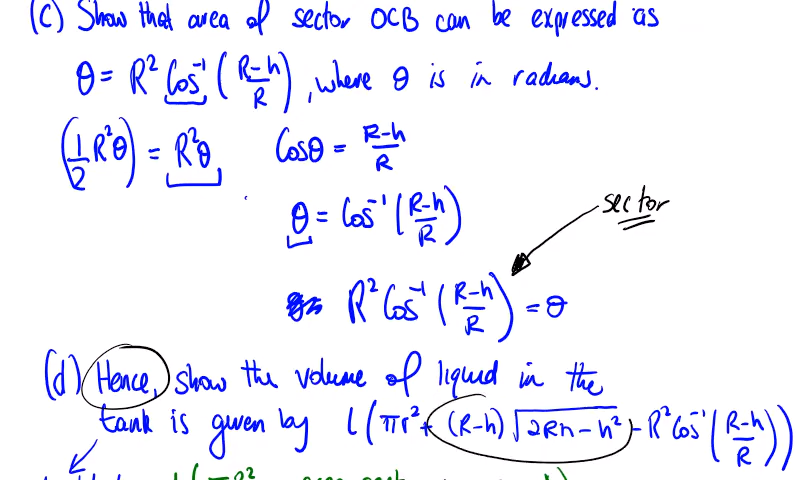 (c) Show that area of sector OCB can be expressed as
θ = R² Cos⁻¹ (R-h/R), where θ is in radians.
(1/2 R²θ) = R²θ Cosθ = R-h/R
θ = Cos⁻¹ (R-h/R)
sector
R² Cos⁻¹ (R-h/R) = θ
(d) Hence, show the volume of liquid in the
tank is given by l(πr² + (R-h) √2Rh-h² - R² Cos⁻¹ (R-h/R))